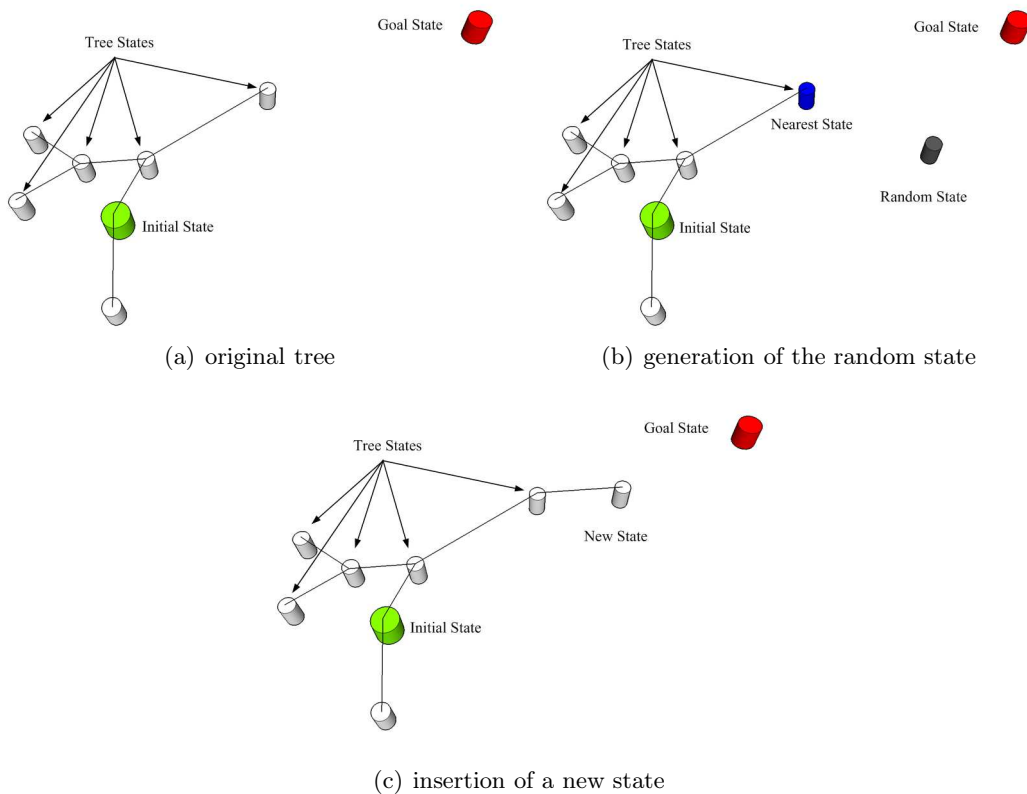 Goal State
Tree States
Initial State
(a) original tree
Goal State
Tree States
Nearest State
Random State
Initial State
(b) generation of the random state
Goal State
Tree States
New State
Initial State
(c) insertion of a new state